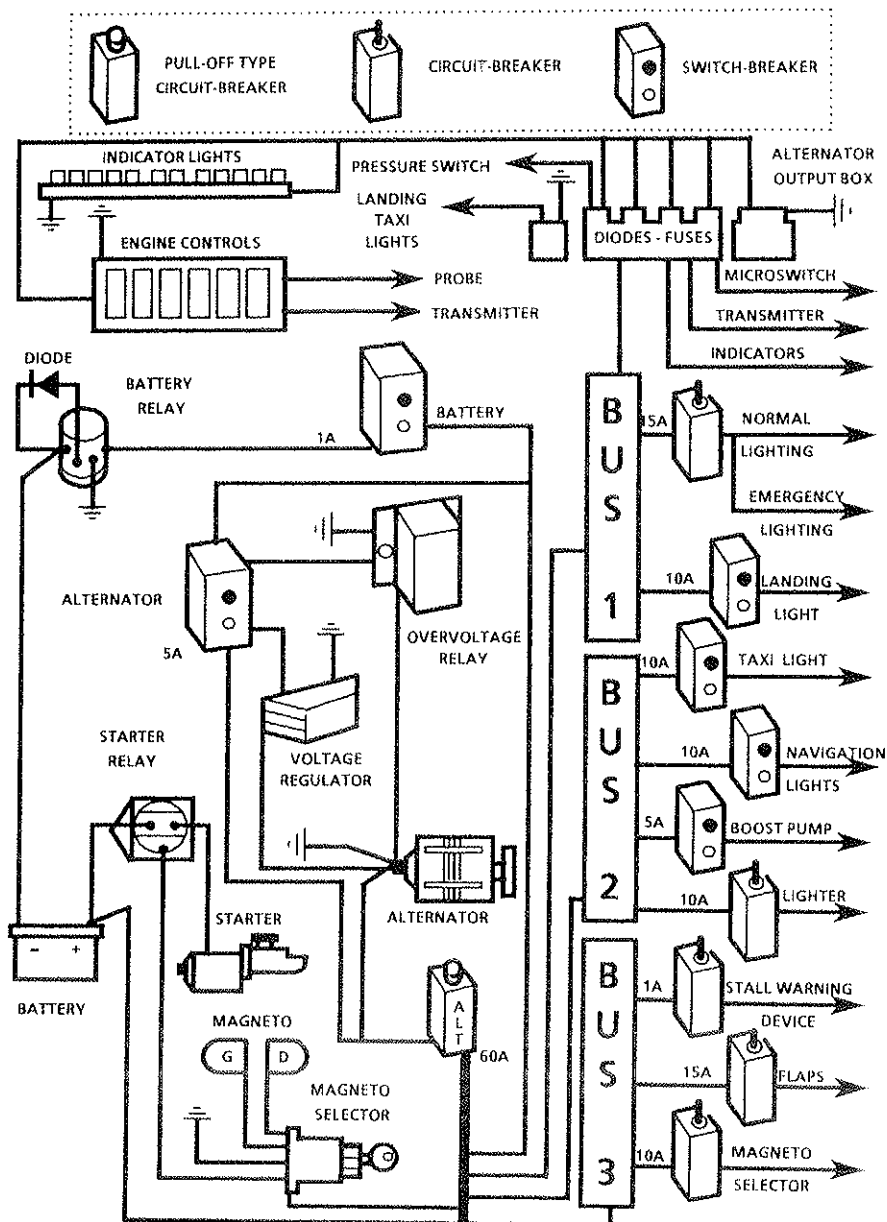 PULL-OFF TYPE
CIRCUIT-BREAKER
CIRCUIT-BREAKER
SWITCH-BREAKER
INDICATOR LIGHTS
PRESSURE SWITCH
ALTERNATOR
OUTPUT BOX
LANDING
TAXI
LIGHTS
DIODES - FUSES
ENGINE CONTROLS
PROBE
TRANSMITTER
MICROSWITCH
TRANSMITTER
INDICATORS
DIODE
BATTERY
RELAY
1A
BATTERY
BUS 1
15A
NORMAL
LIGHTING
EMERGENCY
LIGHTING
10A
LANDING
LIGHT
ALTERNATOR
5A
OVERVOLTAGE
RELAY
VOLTAGE
REGULATOR
BUS 2
10A
TAXI LIGHT
10A
NAVIGATION
LIGHTS
5A
BOOST PUMP
10A
LIGHTER
STARTER
RELAY
ALTERNATOR
STARTER
- +
BATTERY
ALT
60A
MAGNETO
G D
MAGNETO
SELECTOR
BUS 3
1A
STALL WARNING
DEVICE
15A
FLAPS
10A
MAGNETO
SELECTOR